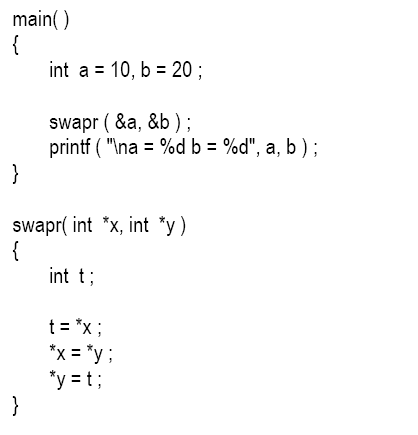 main( )
{
int  a = 10, b = 20 ;
swapr ( &a, &b ) ;
printf ( "\na = %d b = %d", a, b ) ;
}
swapr( int  *x, int  *y )
{
int  t ;
t = *x ;
*x = *y ;
*y = t ;
}